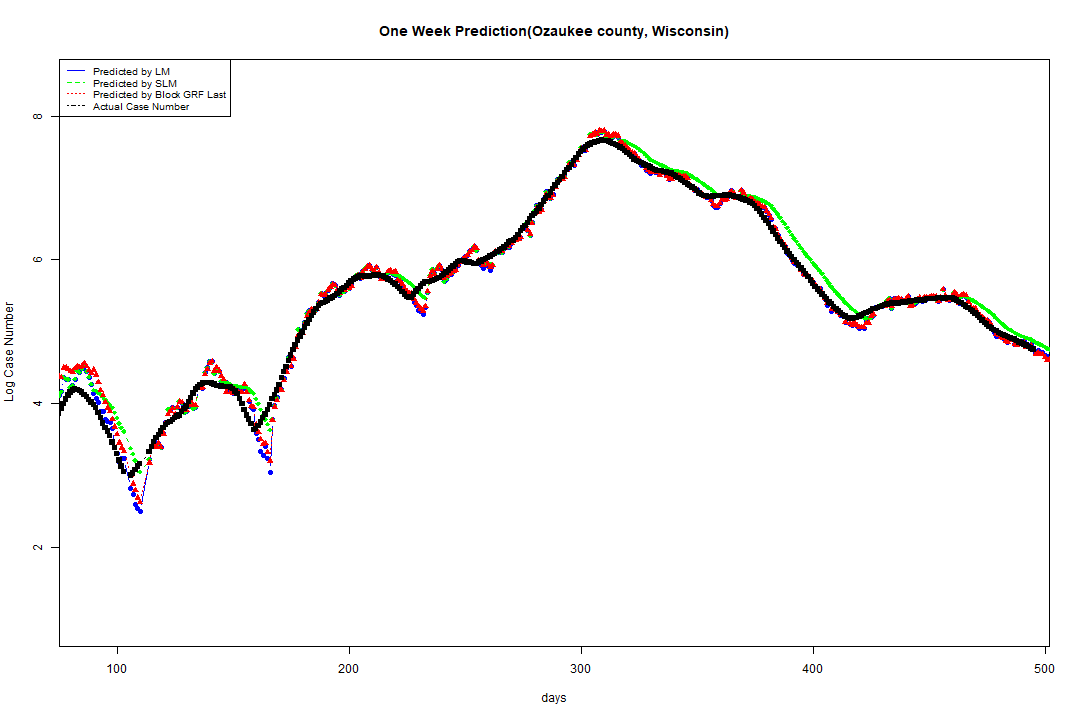 One Week Prediction(Ozaukee county, Wisconsin)
Predicted by LM
Predicted by SLM
Predicted by Block GRF Last
Actual Case Number
8
6
4
2
Log Case Number
100 200 300 400 500
days